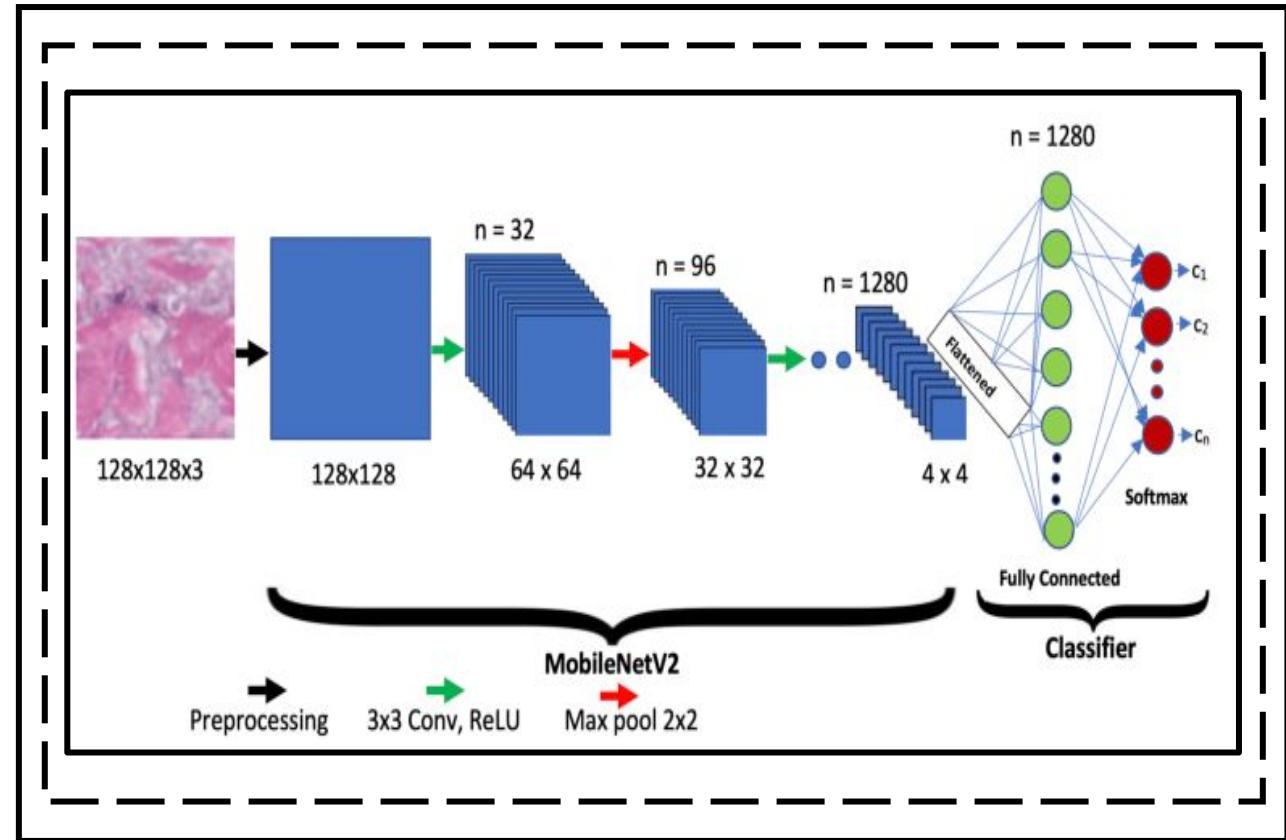 n = 1280
n = 32
n = 96
n = 1280
Flattened
c1
c2
cn
128x128x3
128x128
64 x 64
32 x 32
4 x 4
Softmax
Fully Connected
MobileNetV2
Classifier
Preprocessing
3x3 Conv, ReLU
Max pool 2x2